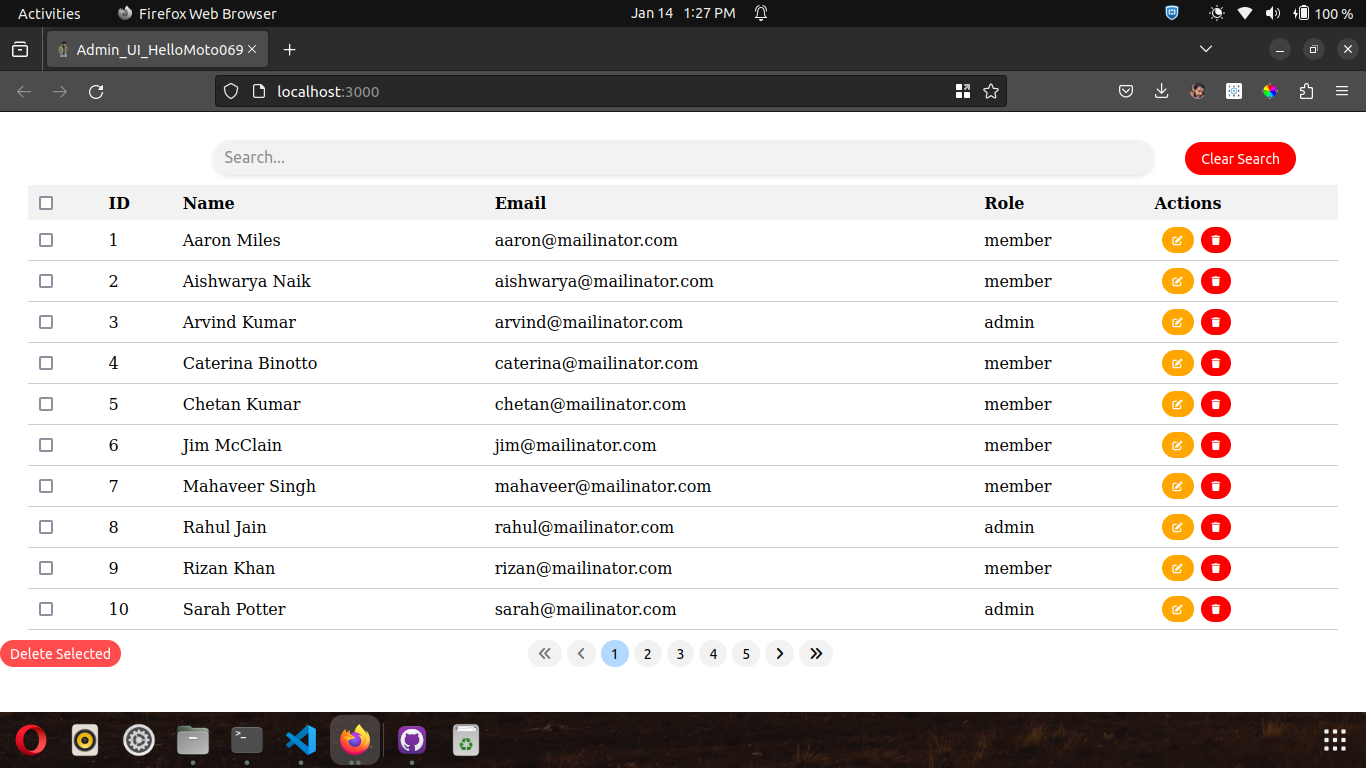 Activities Firefox Web Browser Jan 14 1:27 PM 100 %
Admin_UI_HelloMoto069
localhost:3000
Search... Clear Search
ID Name Email Role Actions
1 Aaron Miles aaron@mailinator.com member
2 Aishwarya Naik aishwarya@mailinator.com member
3 Arvind Kumar arvind@mailinator.com admin
4 Caterina Binotto caterina@mailinator.com member
5 Chetan Kumar chetan@mailinator.com member
6 Jim McClain jim@mailinator.com member
7 Mahaveer Singh mahaveer@mailinator.com member
8 Rahul Jain rahul@mailinator.com admin
9 Rizan Khan rizan@mailinator.com member
10 Sarah Potter sarah@mailinator.com admin
Delete Selected « ‹ 1 2 3 4 5 › »